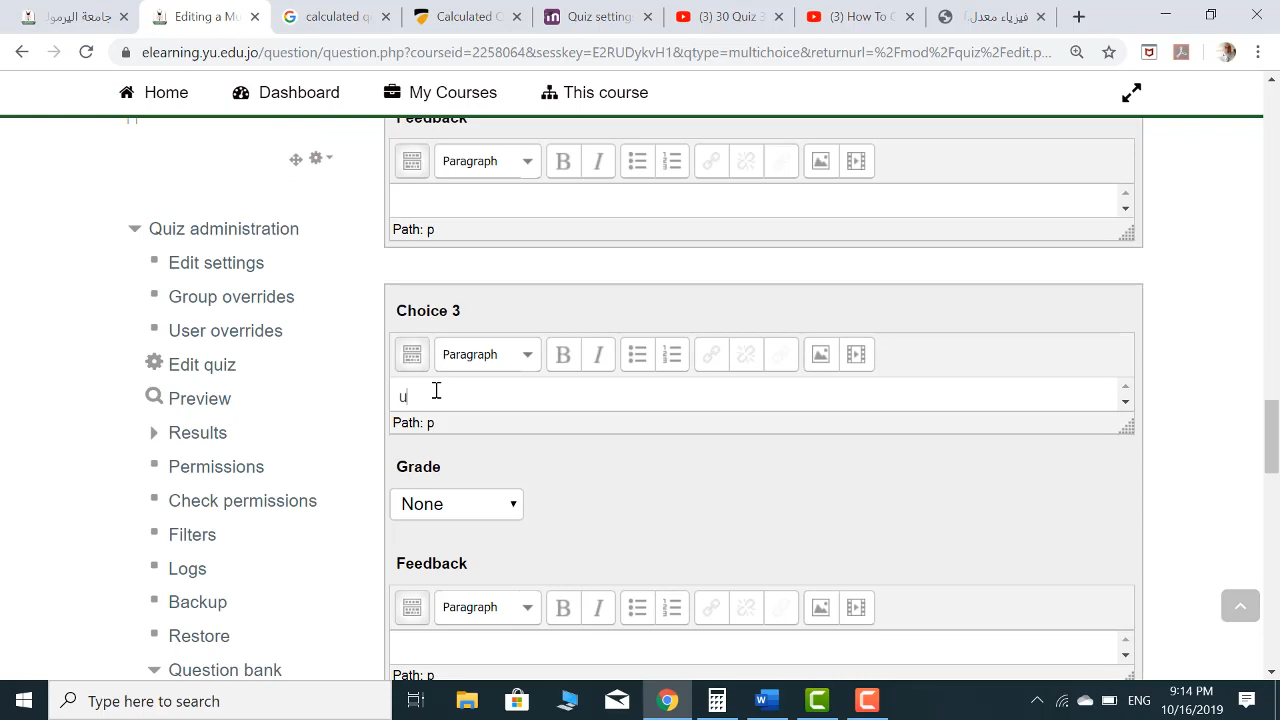 جامعة اليرموك
Editing a Mu
calculated q
Calculated C
Quiz setting
(3) 30 Quiz 3
(3) How To C
elearning.yu.edu.jo/question/question.php?courseid=2258064&sesskey=E2RUDykvH1&qtype=multichoice&returnurl=%2Fmod%2Fquiz%2Fedit.p...
Home
Dashboard
My Courses
This course
Feedback
Paragraph
B
I
Path: p
Quiz administration
Edit settings
Group overrides
User overrides
Edit quiz
Preview
Results
Permissions
Check permissions
Filters
Logs
Backup
Restore
Question bank
Choice 3
Paragraph
B
I
u
Path: p
Grade
None
Feedback
Paragraph
B
I
Path: p
Type here to search
ENG
9:14 PM
10/16/2019